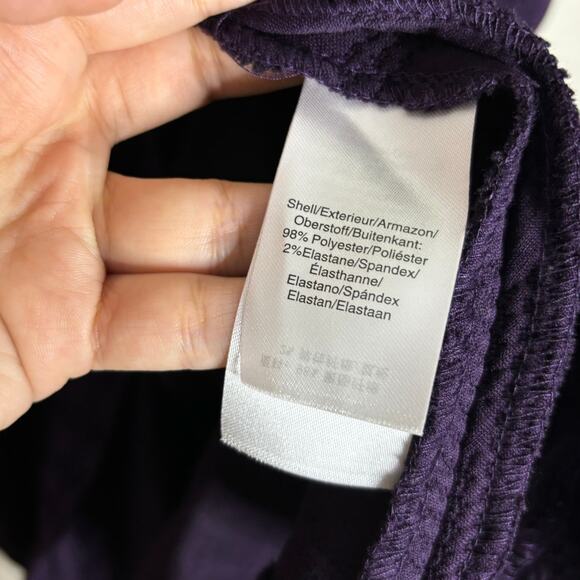 Shell/Exterieur/Armazon/
Oberstoff/Buitenkant:
98% Polyester/Poliéster
2%Elastane/Spandex/
Élasthanne/
Elastano/Spándex
Elastan/Elastaan